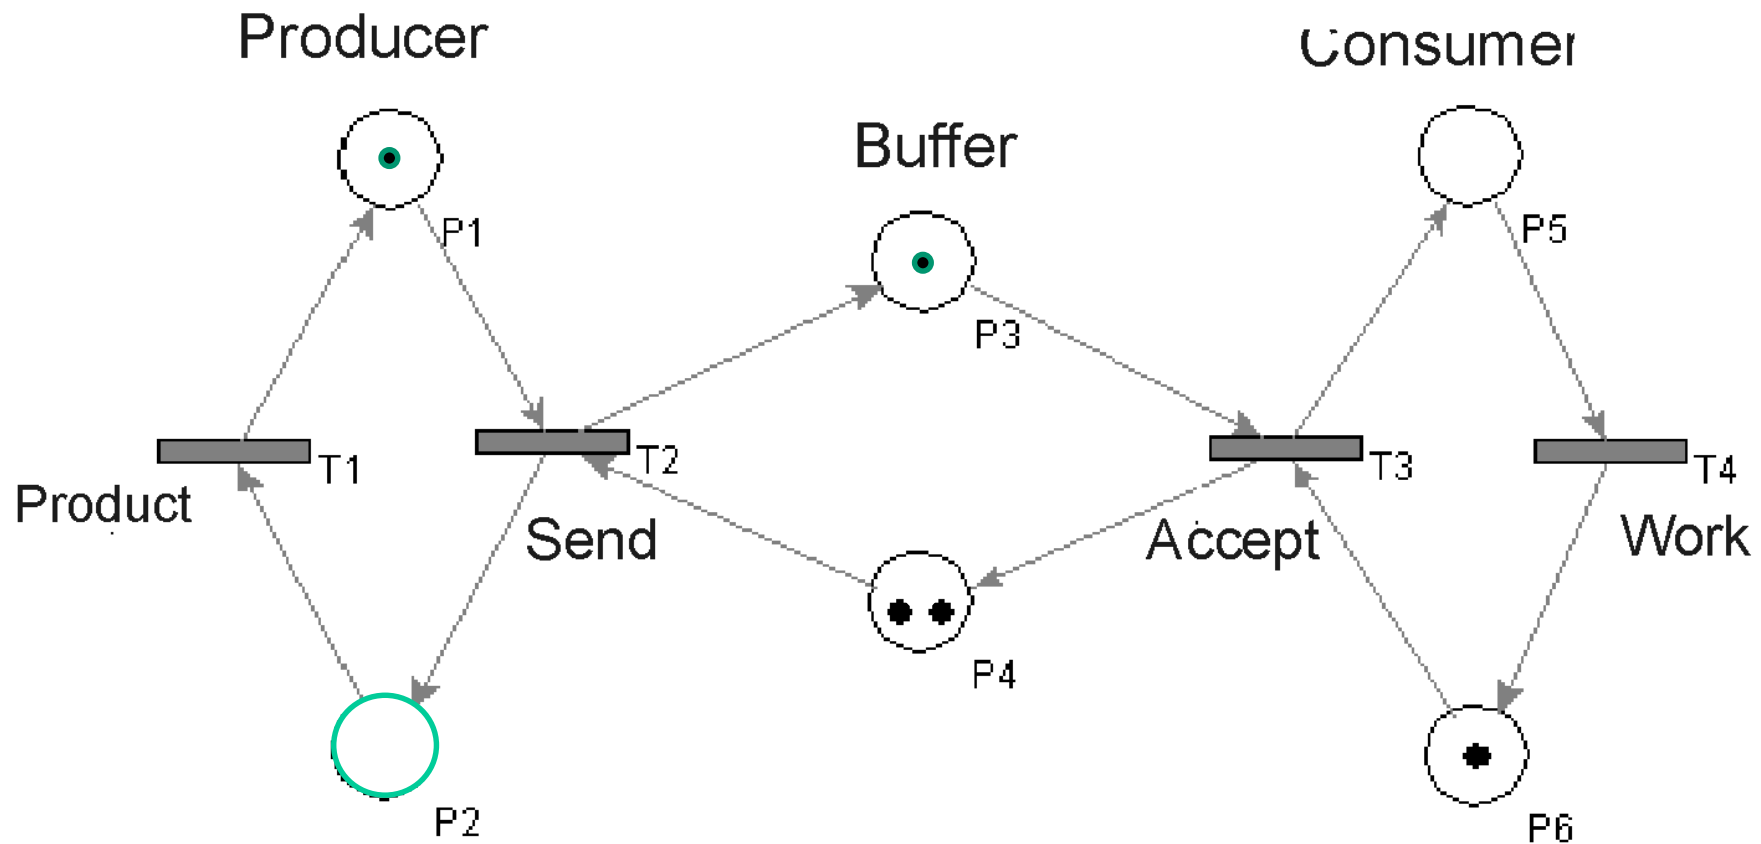 Producer
Consumer
Buffer
P1
P5
P3
T1
T2
T3
T4
Product
Send
Accept
Work
P4
P2
P6